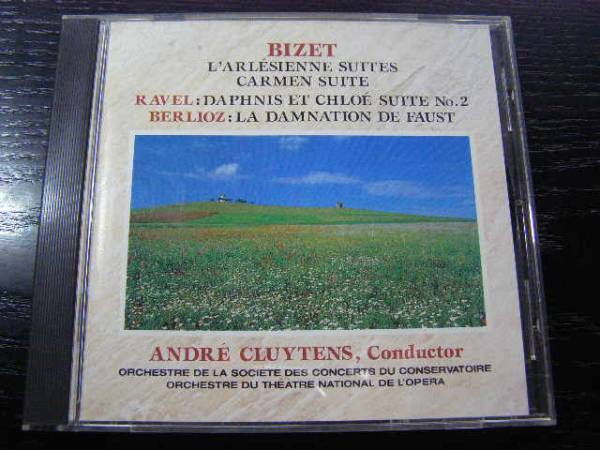 BIZET
L'ARLÉSIENNE SUITES
CARMEN SUITE
RAVEL: DAPHNIS ET CHLOÉ SUITE No.2
BERLIOZ: LA DAMNATION DE FAUST
ANDRÉ CLUYTENS, Conductor
ORCHESTRE DE LA SOCIETE DES CONCERTS DU CONSERVATOIRE
ORCHESTRE DU THÉATRE NATIONAL DE L'OPERA